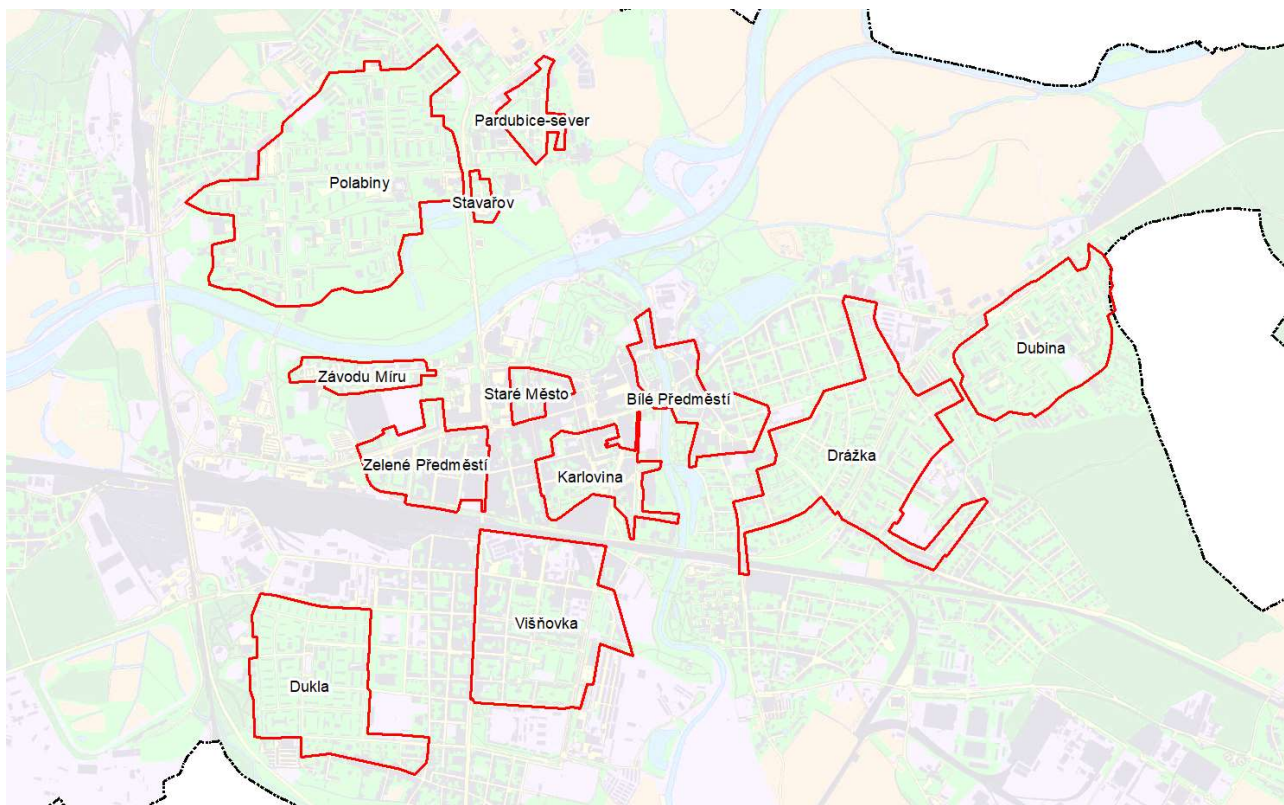 Pardubice-sever
Polabiny
Stavařov
Dubina
Závodu Míru
Staré Město
Bílé Předměstí
Drážka
Zelené Předměstí
Karlovina
Višňovka
Dukla